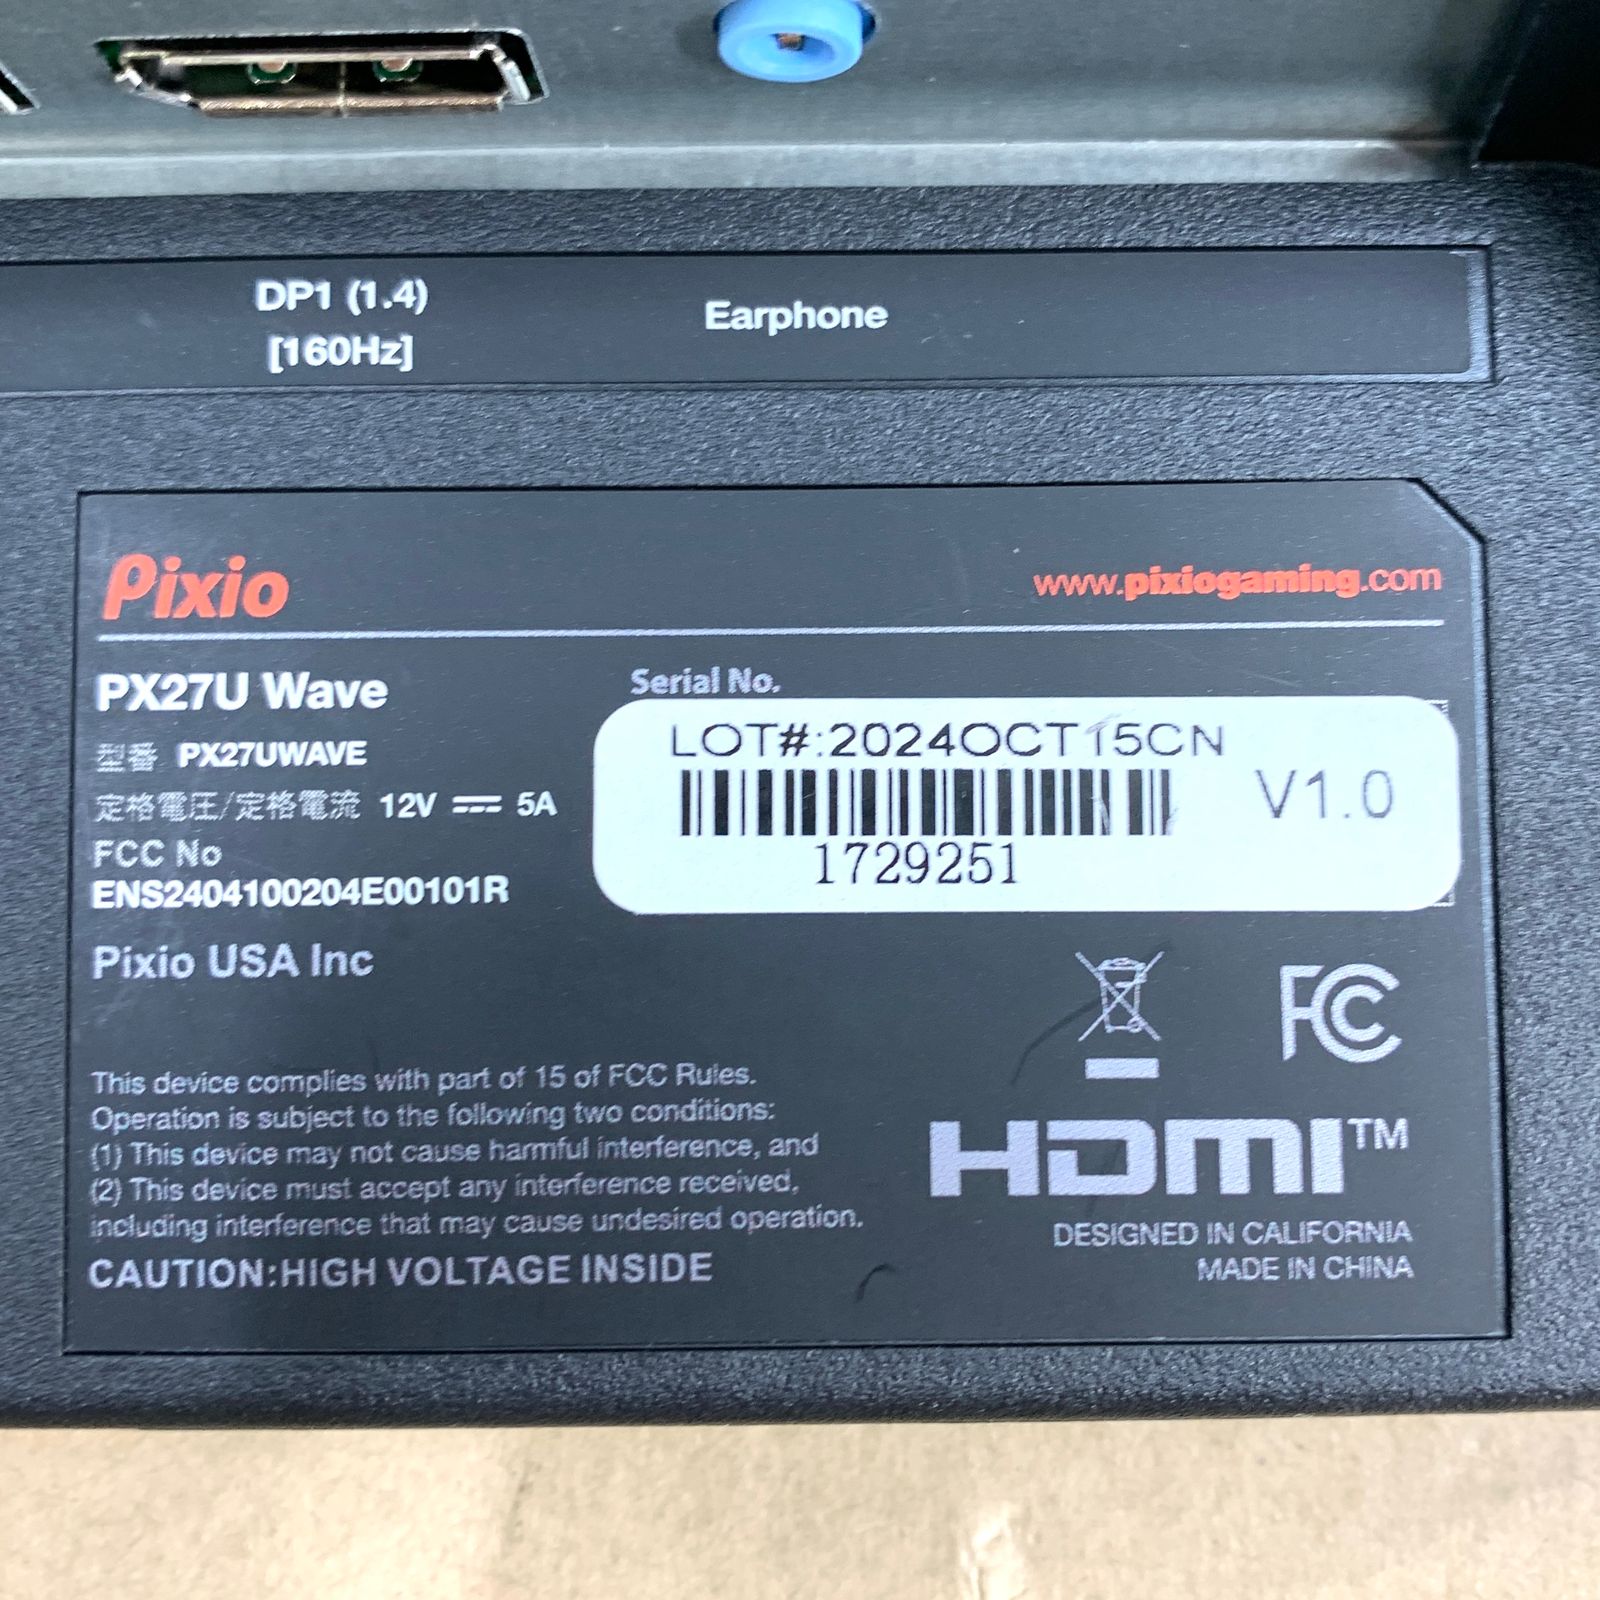 DP1 (1.4)
[160Hz]
Earphone
Pixio
www.pixiogaming.com
PX27U Wave
型番 PX27UWAVE
定格電圧/定格電流 12V ⎓ 5A
FCC No
ENS2404100204E00101R
Pixio USA Inc
Serial No.
LOT#:2024OCT15CN
V1.0
1729251
FC
This device complies with part of 15 of FCC Rules.
Operation is subject to the following two conditions:
(1) This device may not cause harmful interference, and
(2) This device must accept any interference received,
including interference that may cause undesired operation.
CAUTION:HIGH VOLTAGE INSIDE
HDMI™
DESIGNED IN CALIFORNIA
MADE IN CHINA